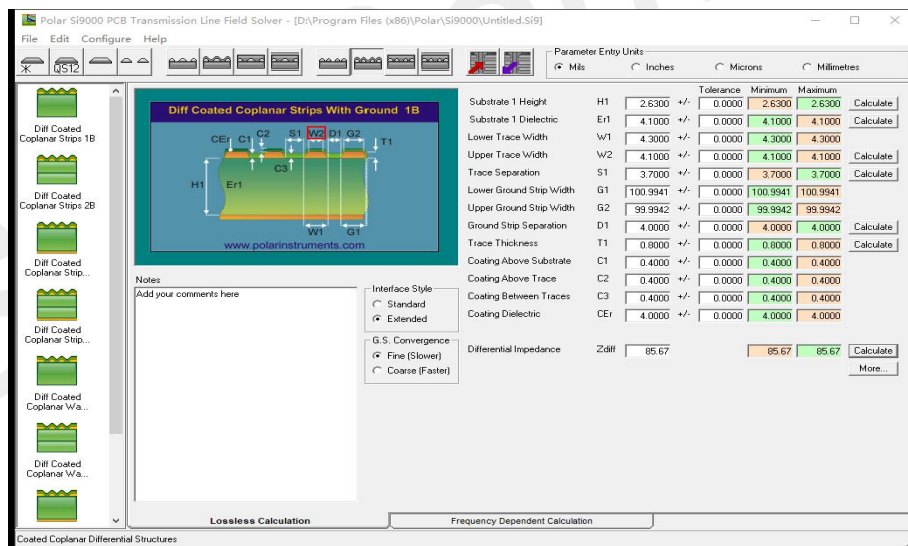 Polar Si9000 PCB Transmission Line Field Solver - [D:\Program Files (x86)\Polar\Si9000\Untitled.Si9]
File Edit Configure Help
QS12
Parameter Entry Units
Mils Inches Microns Millimetres
Diff Coated
Coplanar Strips 1B
Diff Coated
Coplanar Strips 2B
Diff Coated
Coplanar Strip...
Diff Coated
Coplanar Strip...
Diff Coated
Coplanar Wa...
Diff Coated
Coplanar Wa...
Diff Coated Coplanar Strips With Ground 1B
CEr C1 C2 S1 W2 D1 G2
T1
C3
H1 Er1
W1 G1
www.polarinstruments.com
Notes
Add your comments here
Interface Style
Standard
Extended
G.S. Convergence
Fine (Slower)
Coarse (Faster)
Tolerance Minimum Maximum
Substrate 1 Height H1 2.6300 +/- 0.0000 2.6300 2.6300 Calculate
Substrate 1 Dielectric Er1 4.1000 +/- 0.0000 4.1000 4.1000 Calculate
Lower Trace Width W1 4.3000 +/- 0.0000 4.3000 4.3000
Upper Trace Width W2 4.1000 +/- 0.0000 4.1000 4.1000 Calculate
Trace Separation S1 3.7000 +/- 0.0000 3.7000 3.7000 Calculate
Lower Ground Strip Width G1 100.9941 +/- 0.0000 100.9941 100.9941
Upper Ground Strip Width G2 99.9942 +/- 0.0000 99.9942 99.9942
Ground Strip Separation D1 4.0000 +/- 0.0000 4.0000 4.0000 Calculate
Trace Thickness T1 0.8000 +/- 0.0000 0.8000 0.8000 Calculate
Coating Above Substrate C1 0.4000 +/- 0.0000 0.4000 0.4000
Coating Above Trace C2 0.4000 +/- 0.0000 0.4000 0.4000
Coating Between Traces C3 0.4000 +/- 0.0000 0.4000 0.4000
Coating Dielectric CEr 4.0000 +/- 0.0000 4.0000 4.0000
Differential Impedance Zdiff 85.67 85.67 85.67 Calculate
More...
Lossless Calculation Frequency Dependent Calculation
Coated Coplanar Differential Structures